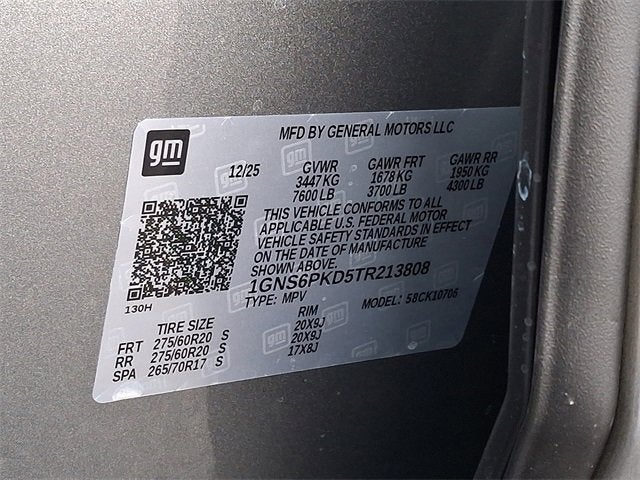 gm
MFD BY GENERAL MOTORS LLC
12/25 GVWR GAWR FRT GAWR RR
3447 KG 1678 KG 1950 KG
7600 LB 3700 LB 4300 LB
THIS VEHICLE CONFORMS TO ALL
APPLICABLE U.S. FEDERAL MOTOR
VEHICLE SAFETY STANDARDS IN EFFECT
ON THE DATE OF MANUFACTURE
SHOWN ABOVE.
1GNS6PKD5TR213808
TYPE: MPV MODEL: 58CK10706
130H
TIRE SIZE RIM
FRT 275/60R20 S 20X9J
RR 275/60R20 S 20X9J
SPA 265/70R17 S 17X8J